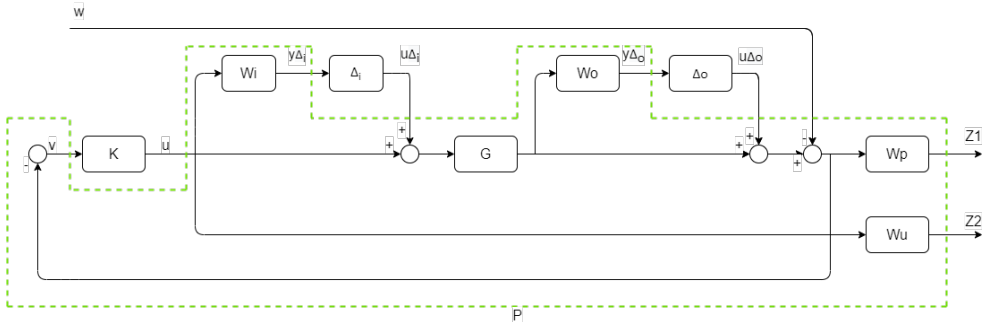 w
yΔi
uΔi
yΔo
uΔo
Wi
Δi
Wo
Δo
+
+
-
v
K
u
+
G
+
+
Wp
Z1
-
Wu
Z2
P